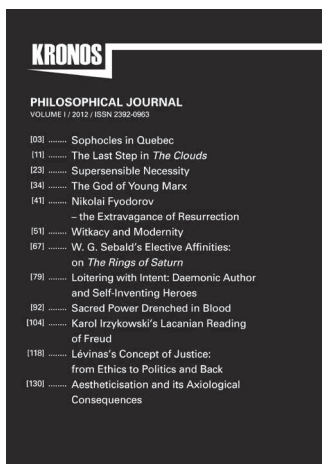 KRONOS
PHILOSOPHICAL JOURNAL
VOLUME I / 2012 / ISSN 2392-0963
[03] ........ Sophocles in Quebec
[11] ........ The Last Step in The Clouds
[23] ........ Supersensible Necessity
[34] ........ The God of Young Marx
[41] ........ Nikolai Fyodorov
– the Extravagance of Resurrection
[51] ........ Witkacy and Modernity
[67] ........ W. G. Sebald's Elective Affinities:
on The Rings of Saturn
[79] ........ Loitering with Intent: Daemonic Author
and Self-Inventing Heroes
[92] ........ Sacred Power Drenched in Blood
[104] ........ Karol Irzykowski's Lacanian Reading
of Freud
[118] ........ Lévinas's Concept of Justice:
from Ethics to Politics and Back
[130] ........ Aestheticisation and its Axiological
Consequences